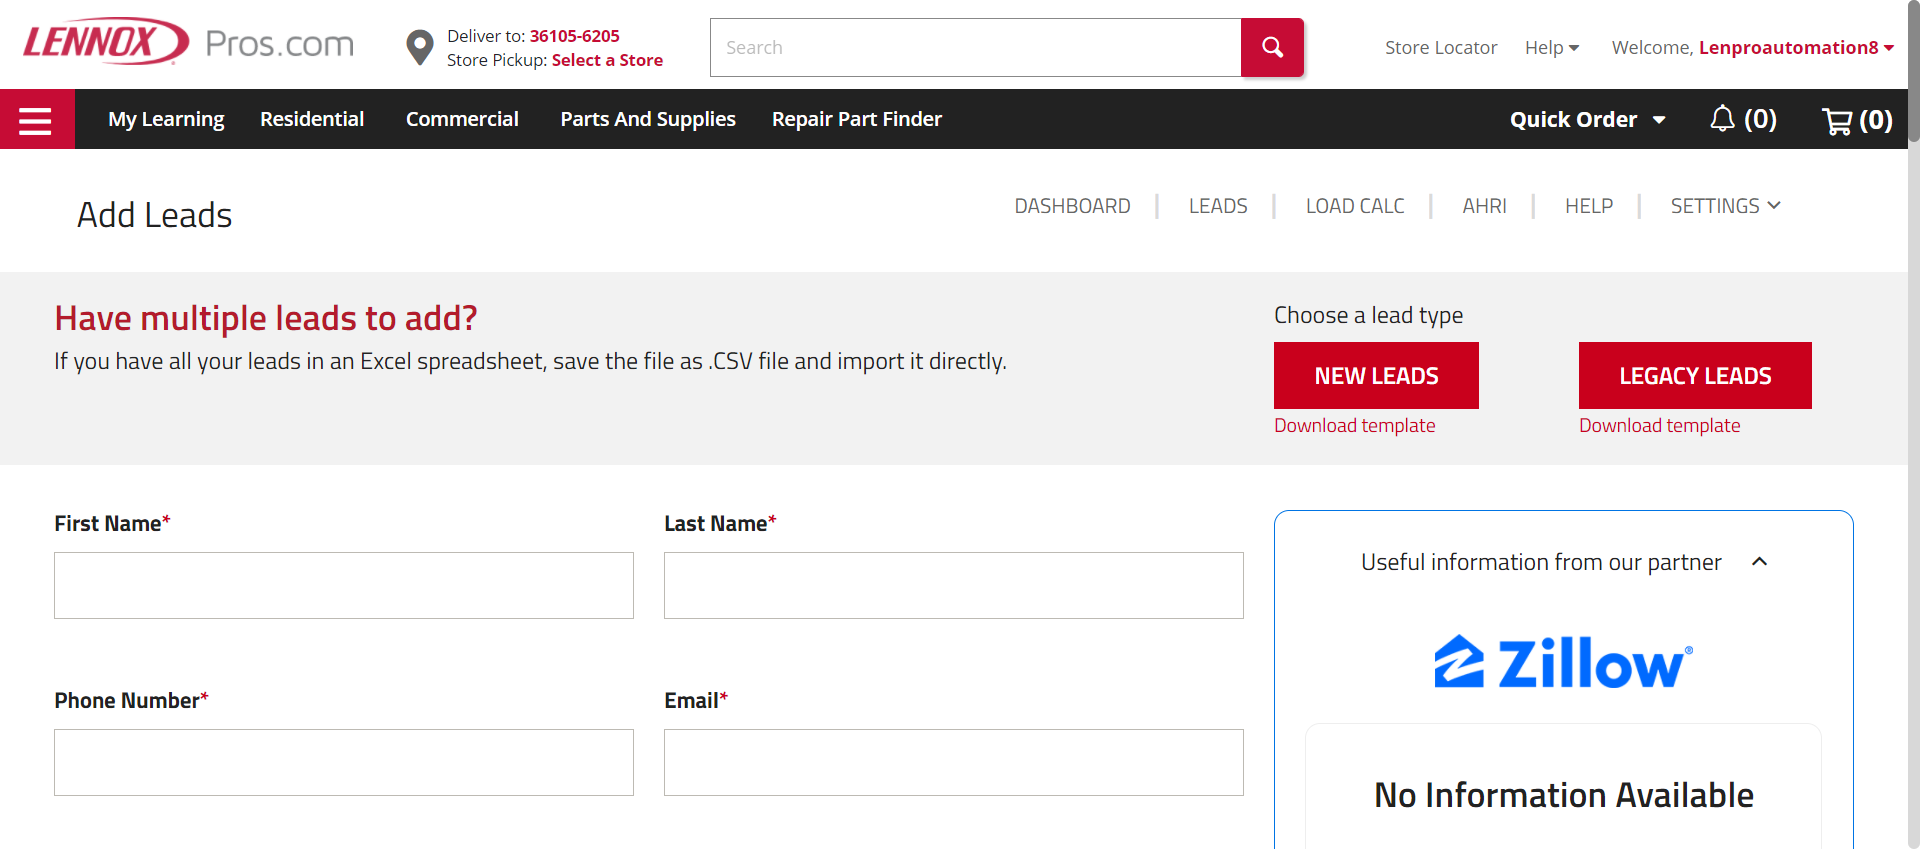 LENNOX Pros.com
Deliver to: 36105-6205
Store Pickup: Select a Store
Search
Store Locator
Help
Welcome, Lenproautomation8
My Learning
Residential
Commercial
Parts And Supplies
Repair Part Finder
Quick Order
(0)
(0)
Add Leads
DASHBOARD
LEADS
LOAD CALC
AHRI
HELP
SETTINGS
Have multiple leads to add?
If you have all your leads in an Excel spreadsheet, save the file as .CSV file and import it directly.
Choose a lead type
NEW LEADS
LEGACY LEADS
Download template
Download template
First Name*
Last Name*
Phone Number*
Email*
Useful information from our partner
Zillow®
No Information Available